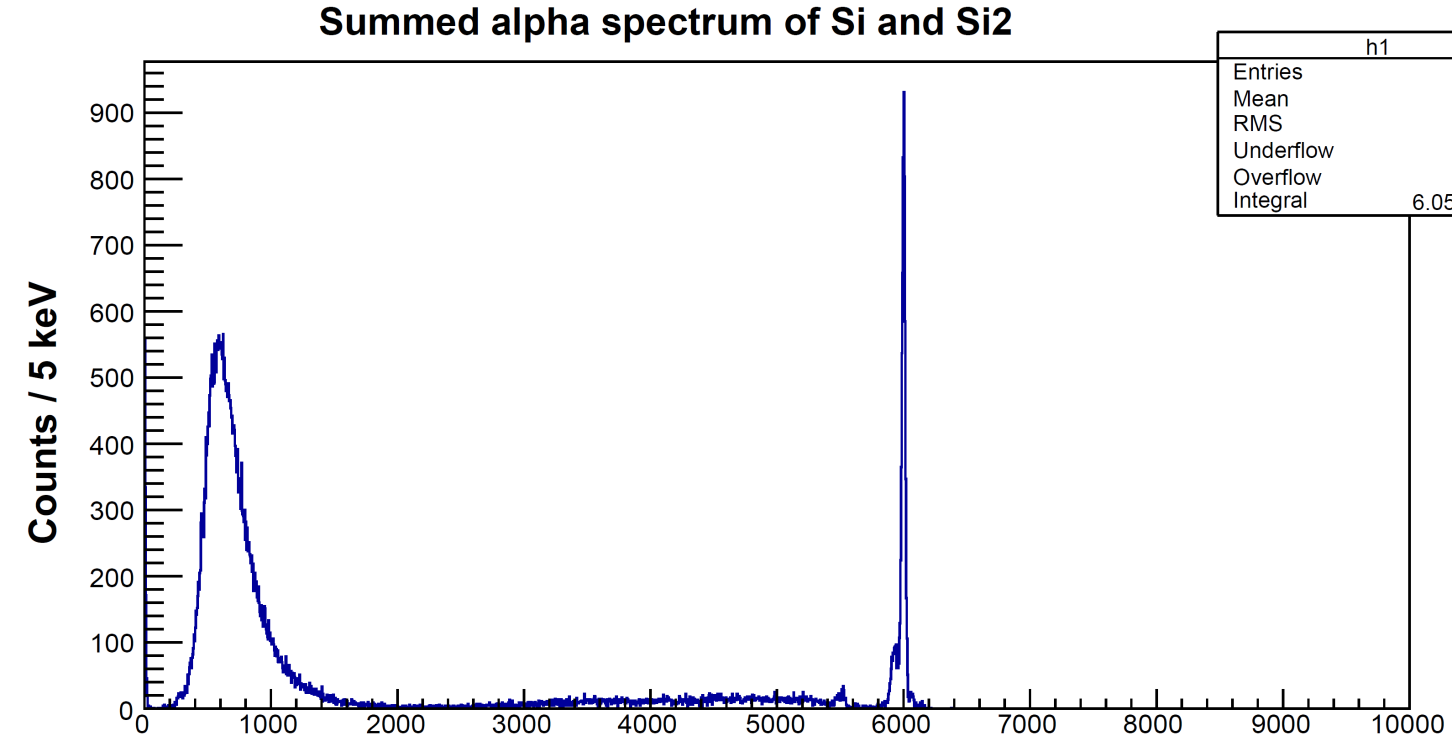 Summed alpha spectrum of Si and Si2
h1
Entries
Mean
RMS
Underflow
Overflow
Integral 6.05
Counts / 5 keV
900
800
700
600
500
400
300
200
100
0
0 1000 2000 3000 4000 5000 6000 7000 8000 9000 10000